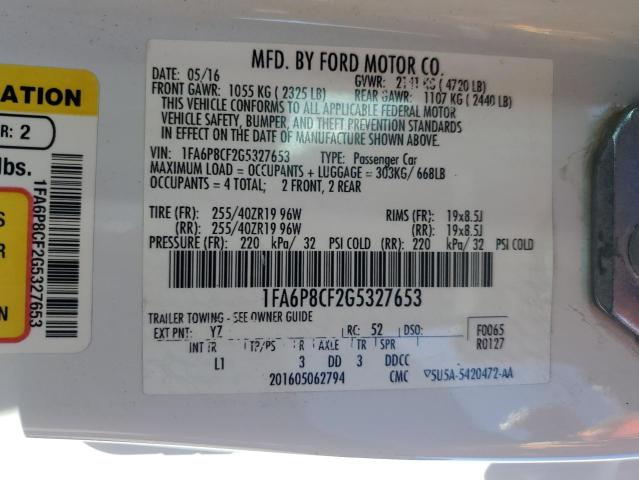 MFD. BY FORD MOTOR CO.
DATE: 05/16 GVWR: 2141 KG ( 4720 LB)
FRONT GAWR: 1055 KG ( 2325 LB) REAR GAWR: 1107 KG ( 2440 LB)
THIS VEHICLE CONFORMS TO ALL APPLICABLE FEDERAL MOTOR
VEHICLE SAFETY, BUMPER, AND THEFT PREVENTION STANDARDS
IN EFFECT ON THE DATE OF MANUFACTURE SHOWN ABOVE.
VIN: 1FA6P8CF2G5327653 TYPE: Passenger Car
MAXIMUM LOAD = OCCUPANTS + LUGGAGE = 303KG/ 668LB
OCCUPANTS = 4 TOTAL; 2 FRONT, 2 REAR
TIRE (FR): 255/40ZR19 96W RIMS (FR): 19x8.5J
(RR): 255/40ZR19 96W (RR): 19x8.5J
PRESSURE (FR): 220 kPa/ 32 PSI COLD (RR): 220 kPa/ 32 PSI COLD
1FA6P8CF2G5327653
TRAILER TOWING - SEE OWNER GUIDE
EXT PNT: YZ RC: 52 DSO: F0065
INT TR TP/PS R AXLE TR SPR R0127
L1 3 DD 3 DDCC
201605062794 CMC ▽SU5A-5420472-AA
ATION
R: 2
lbs.
S
R
S
1FA6P8CF2G5327653